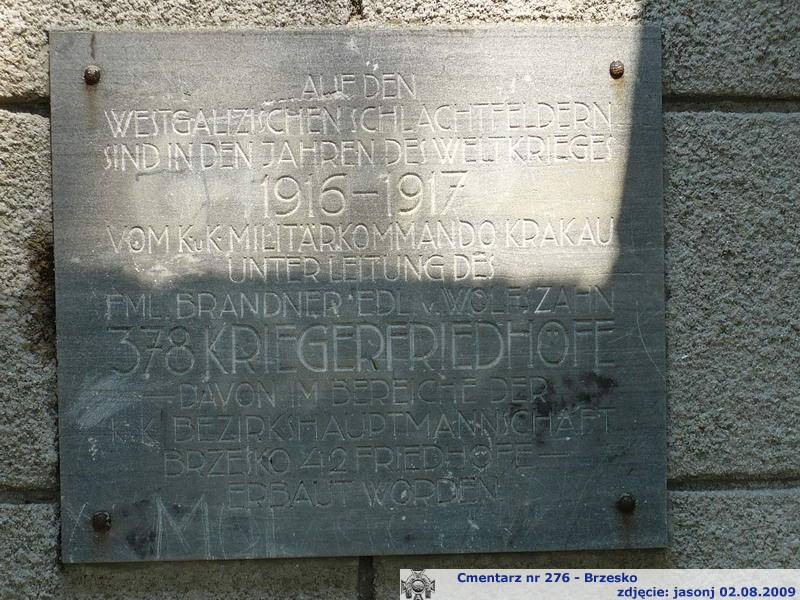 AUF DEN
WESTGALIZISCHEN SCHLACHTFELDERN
SIND IN DEN JAHREN DES WELTKRIEGES
1916-1917
VOM K.u.K. MILITÄRKOMMANDO KRAKAU
UNTER LEITUNG DES
FML. BRANDNER EDL. v. WOLFSZAHN
378 KRIEGERFRIEDHÖFE
— DAVON IM BEREICHE DER
K.K. BEZIRKSHAUPTMANNSCHAFT
BRZESKO 42 FRIEDHÖFE —
ERBAUT WORDEN
Cmentarz nr 276 - Brzesko
zdjęcie: jasonj 02.08.2009